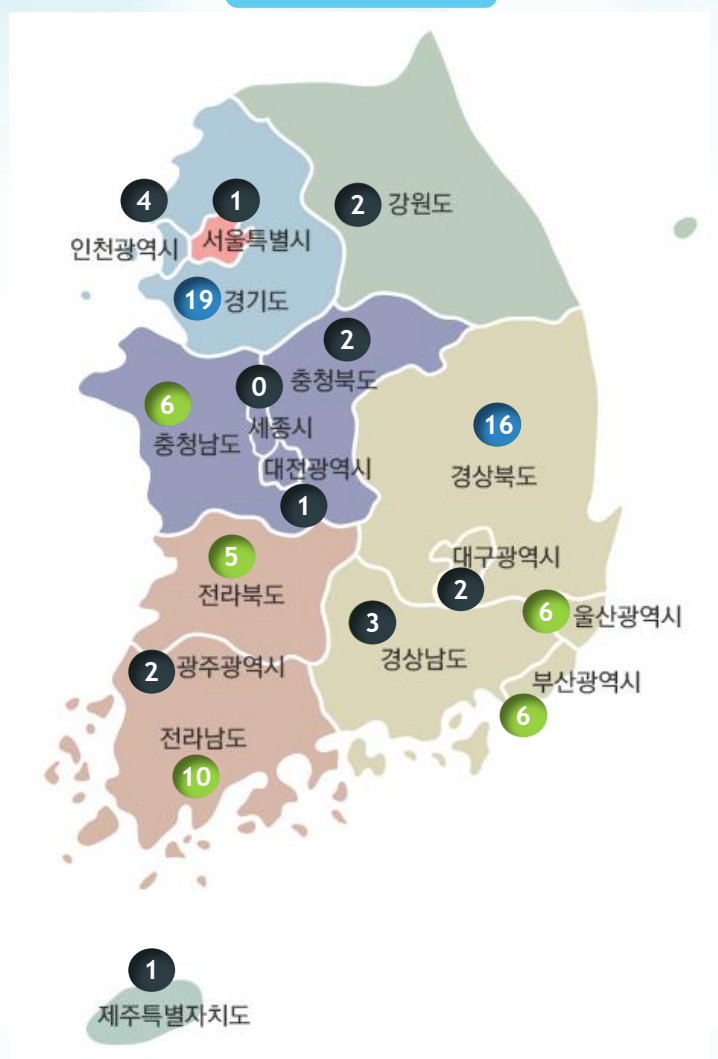 4
인천광역시
1
서울특별시
2 강원도
19 경기도
2
충청북도
0
세종시
6
충청남도
대전광역시
1
16
경상북도
5
전라북도
대구광역시
2
3
경상남도
6 울산광역시
2 광주광역시
부산광역시
6
전라남도
10
1
제주특별자치도